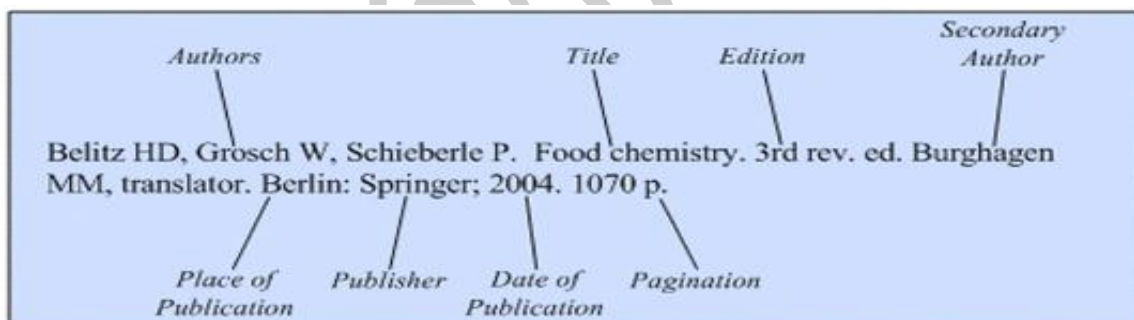 Secondary
Authors Title Edition Author
Belitz HD, Grosch W, Schieberle P. Food chemistry. 3rd rev. ed. Burghagen
MM, translator. Berlin: Springer; 2004. 1070 p.
Place of Publisher Date of Pagination
Publication Publication